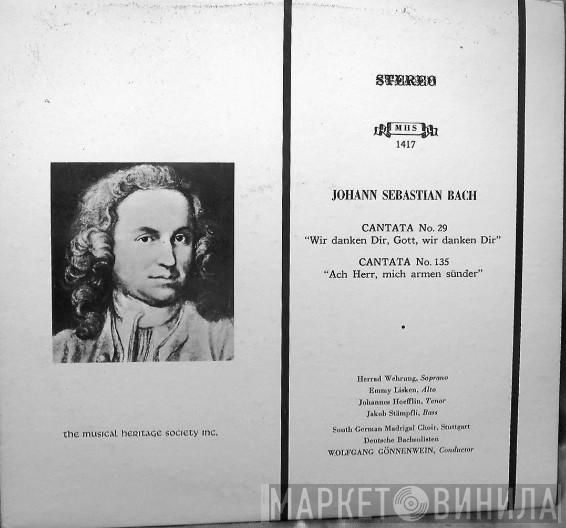 STEREO
MHS
1417
JOHANN SEBASTIAN BACH
CANTATA No. 29
"Wir danken Dir, Gott, wir danken Dir"
CANTATA No. 135
"Ach Herr, mich armen sünder"
Herrad Wehrung, Soprano
Emmy Lisken, Alto
Johannes Hoefflin, Tenor
Jakob Stämpfli, Bass
South German Madrigal Choir, Stuttgart
Deutsche Bachsolisten
WOLFGANG GÖNNENWEIN, Conductor
the musical heritage society inc.
МАРКЕТ ВИНИЛА